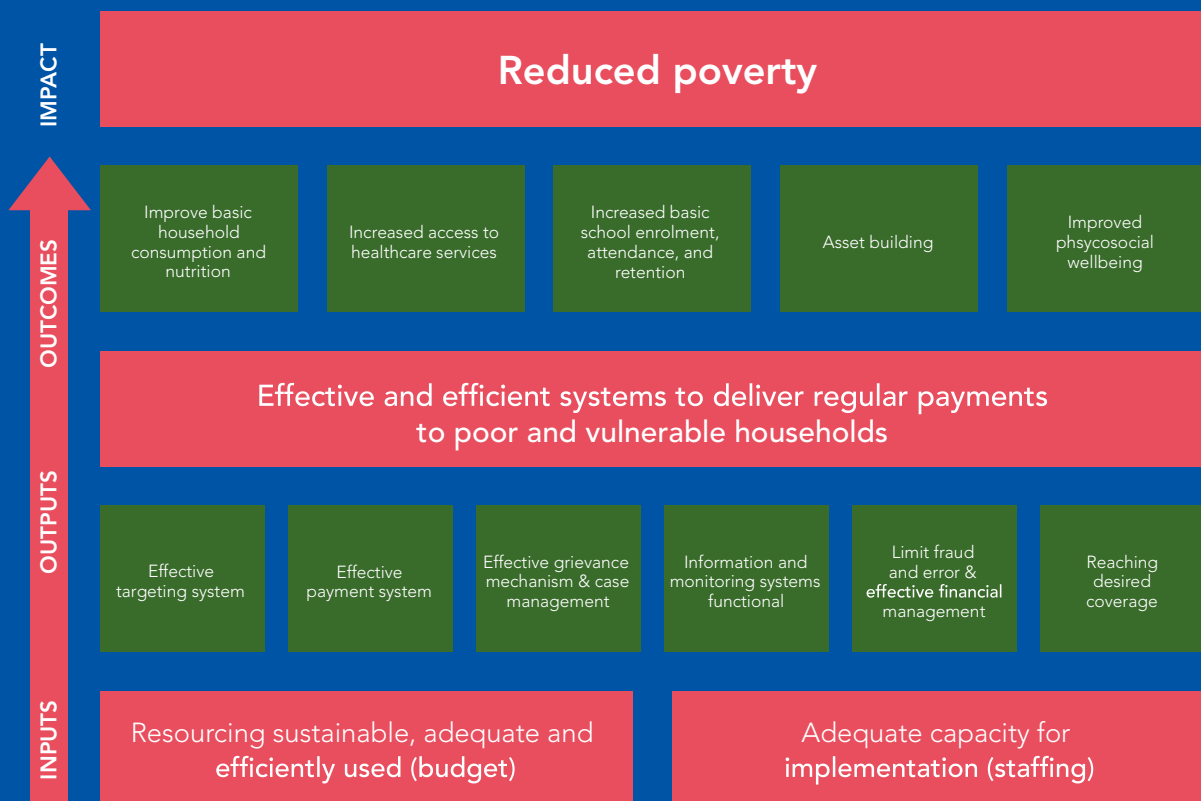 IMPACT
Reduced poverty
OUTCOMES
Improve basic
household
consumption and
nutrition
Increased access to
healthcare services
Increased basic
school enrolment,
attendance, and
retention
Asset building
Improved
phsycosocial
wellbeing
Effective and efficient systems to deliver regular payments
to poor and vulnerable households
OUTPUTS
Effective
targeting system
Effective
payment system
Effective grievance
mechanism & case
management
Information and
monitoring systems
functional
Limit fraud
and error &
effective financial
management
Reaching
desired
coverage
INPUTS
Resourcing sustainable, adequate and
efficiently used (budget)
Adequate capacity for
implementation (staffing)